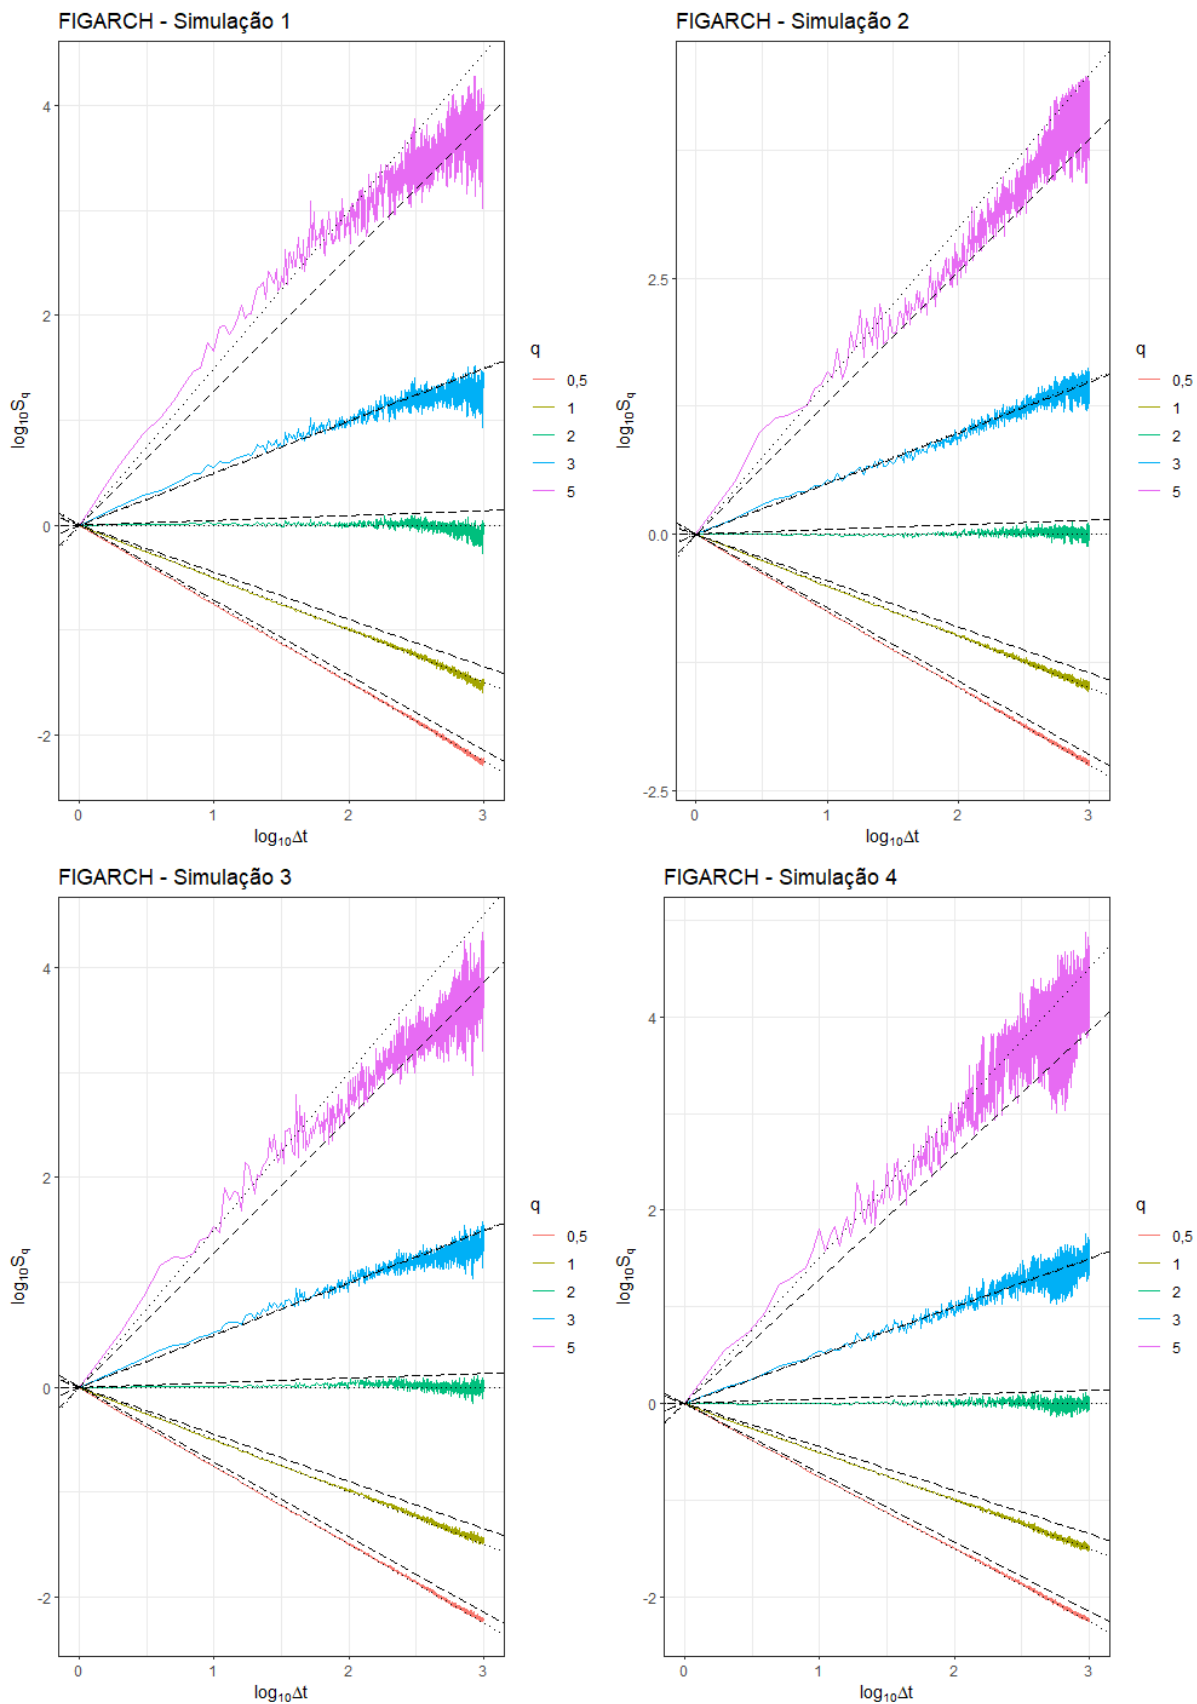 FIGARCH - Simulação 1
log₁₀Sq
4
2
0
-2
0 1 2 3
log₁₀Δt
q
0,5
1
2
3
5
FIGARCH - Simulação 2
log₁₀Sq
2.5
0.0
-2.5
0 1 2 3
log₁₀Δt
q
0,5
1
2
3
5
FIGARCH - Simulação 3
log₁₀Sq
4
2
0
-2
0 1 2 3
log₁₀Δt
q
0,5
1
2
3
5
FIGARCH - Simulação 4
log₁₀Sq
4
2
0
-2
0 1 2 3
log₁₀Δt
q
0,5
1
2
3
5